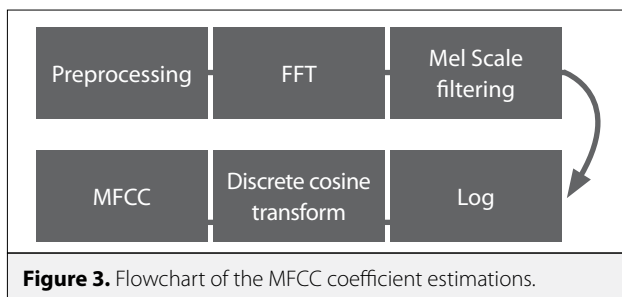 Preprocessing
FFT
Mel Scale
filtering
MFCC
Discrete cosine
transform
Log
Figure 3. Flowchart of the MFCC coefficient estimations.